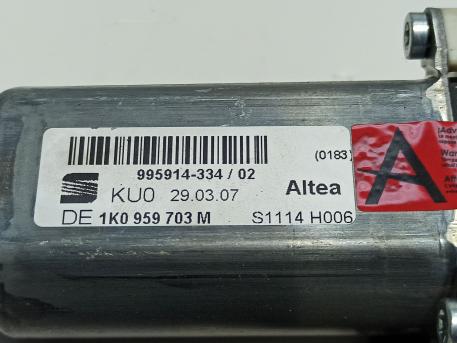 (0183)
995914-334 / 02
KU0 29.03.07 Altea
DE 1K0 959 703 M S1114 H006
A